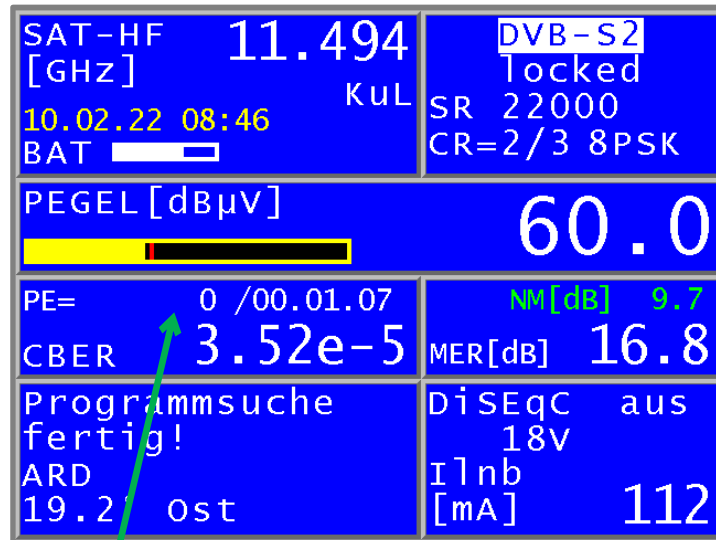 SAT-HF 11.494
[GHz]
KuL
10.02.22 08:46
BAT
DVB-S2
locked
SR 22000
CR=2/3 8PSK
PEGEL[dBµV]
60.0
PE= 0 /00.01.07
CBER 3.52e-5
NM[dB] 9.7
MER[dB] 16.8
Programmsuche
fertig!
ARD
19.2° Ost
DiSEqC aus
18V
Ilnb
[mA] 112